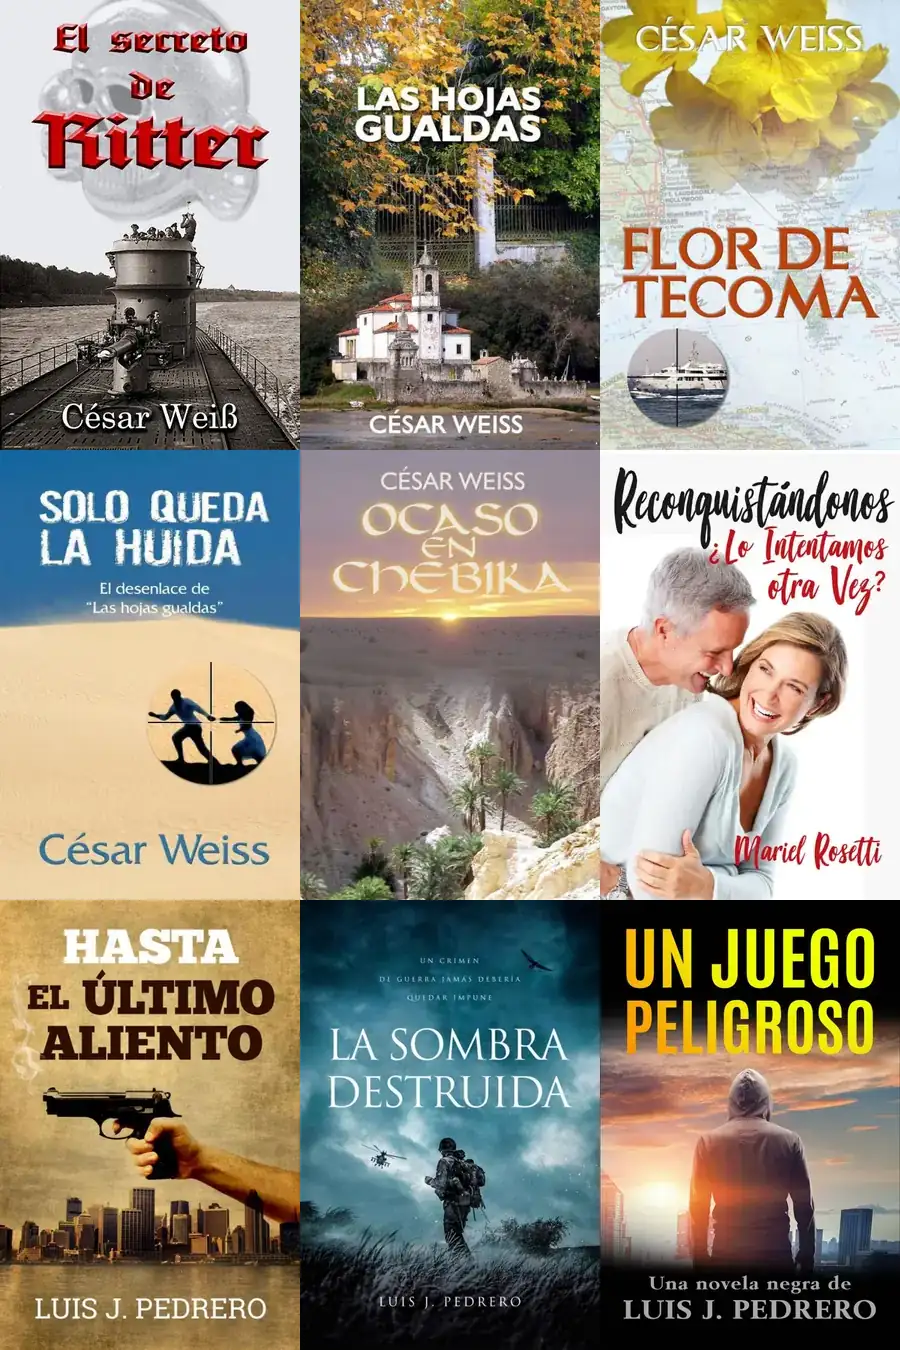 El secreto
de
Ritter
César Weiß
LAS HOJAS
GUALDAS
CÉSAR WEISS
CÉSAR WEISS
FLOR DE
TECOMA
SOLO QUEDA
LA HUIDA
El desenlace de
“Las hojas gualdas”
César Weiss
CÉSAR WEISS
OCASO
EN
CHEBIKA
Reconquistándonos
¿Lo Intentamos
otra Vez?
Mariel Rosetti
HASTA
EL ÚLTIMO
ALIENTO
LUIS J. PEDRERO
UN CRIMEN
DE GUERRA JAMÁS DEBERÍA
QUEDAR IMPUNE
LA SOMBRA
DESTRUIDA
LUIS J. PEDRERO
UN JUEGO
PELIGROSO
Una novela negra de
LUIS J. PEDRERO